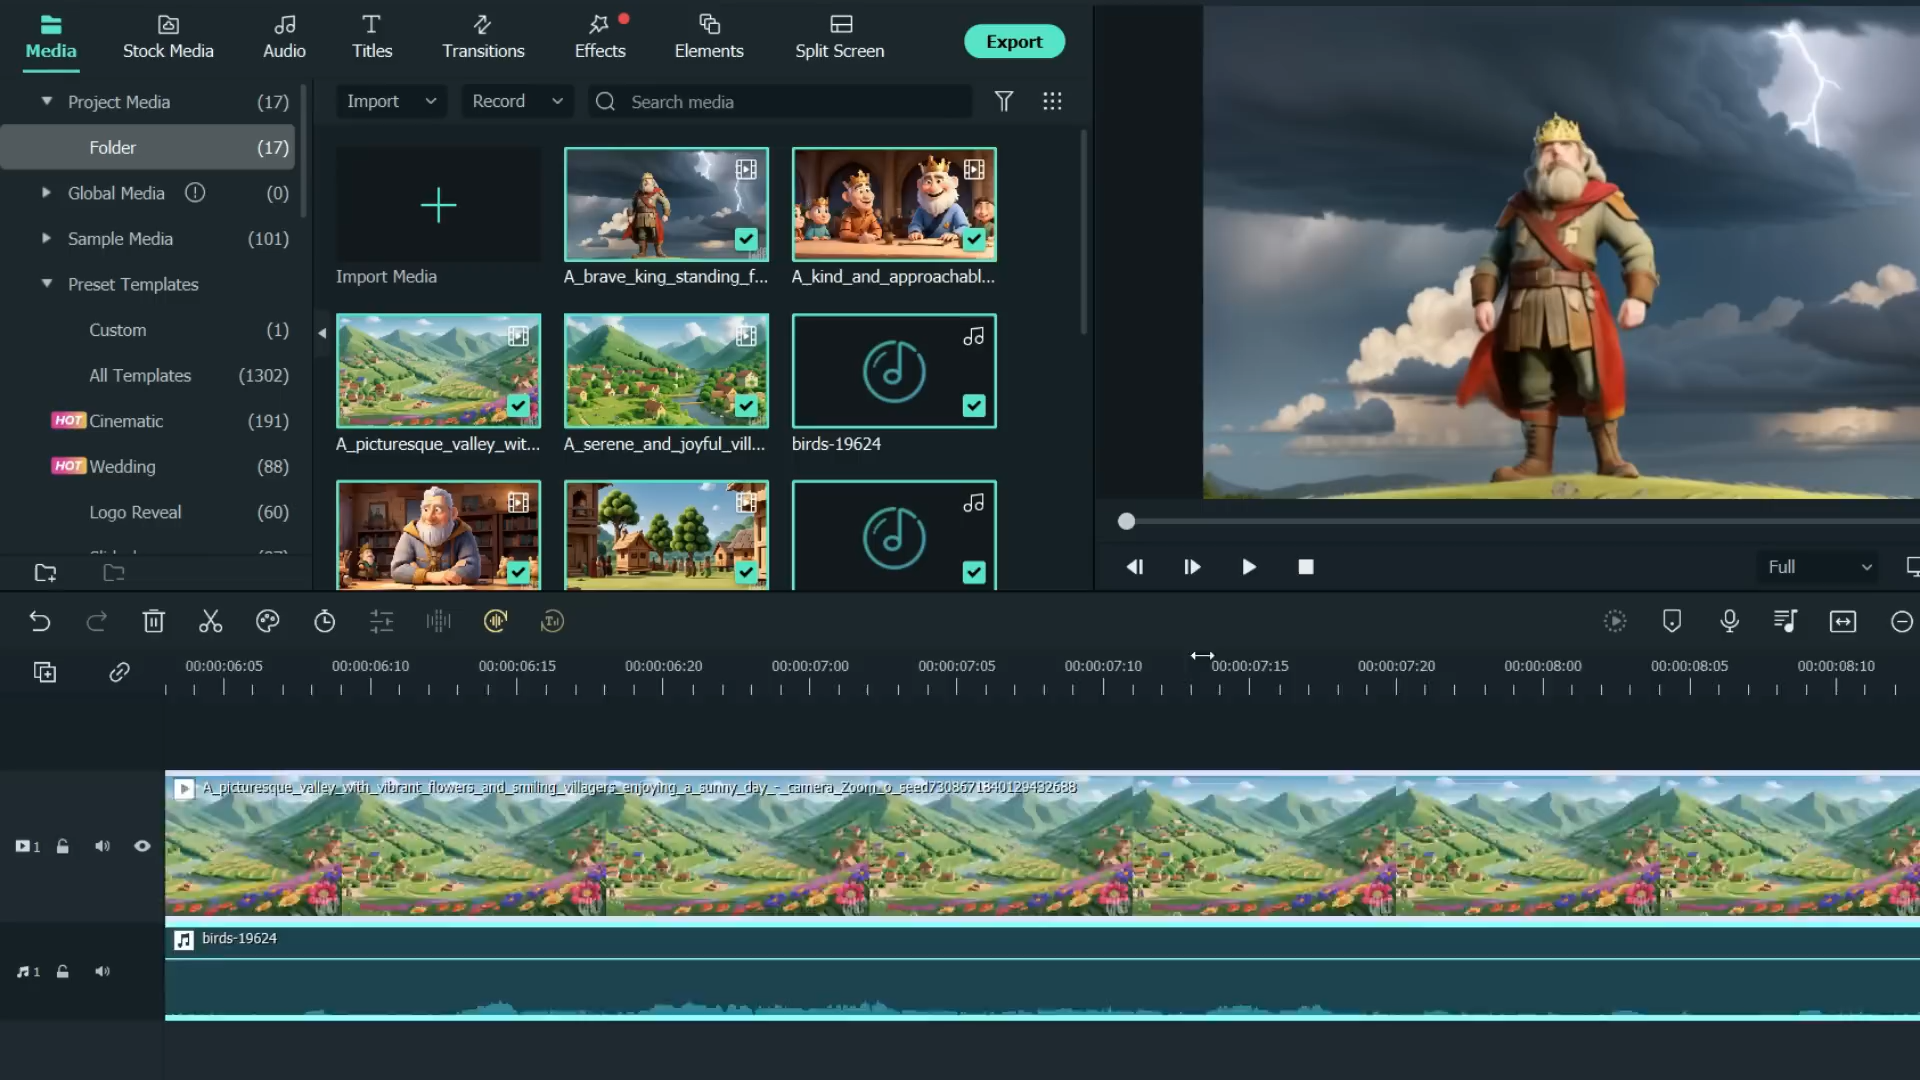 Media
Stock Media
Audio
Titles
Transitions
Effects
Elements
Split Screen
Export
Project Media (17)
Folder (17)
Global Media (0)
Sample Media (101)
Preset Templates
Custom (1)
All Templates (1302)
HOT Cinematic (191)
HOT Wedding (88)
Logo Reveal (60)
Import
Record
Search media
Import Media
A_brave_king_standing_f...
A_kind_and_approachabl...
A_picturesque_valley_wit...
A_serene_and_joyful_vill...
birds-19624
Full
00:00:06:05
00:00:06:10
00:00:06:15
00:00:06:20
00:00:07:00
00:00:07:05
00:00:07:10
00:00:07:15
00:00:07:20
00:00:08:00
00:00:08:05
00:00:08:10
A_picturesque_valley_with_vibrant_flowers_and_smiling_villagers_enjoying_a_sunny_day_-_camera_Zoom_o_seed7308671840129432688
1
birds-19624
1